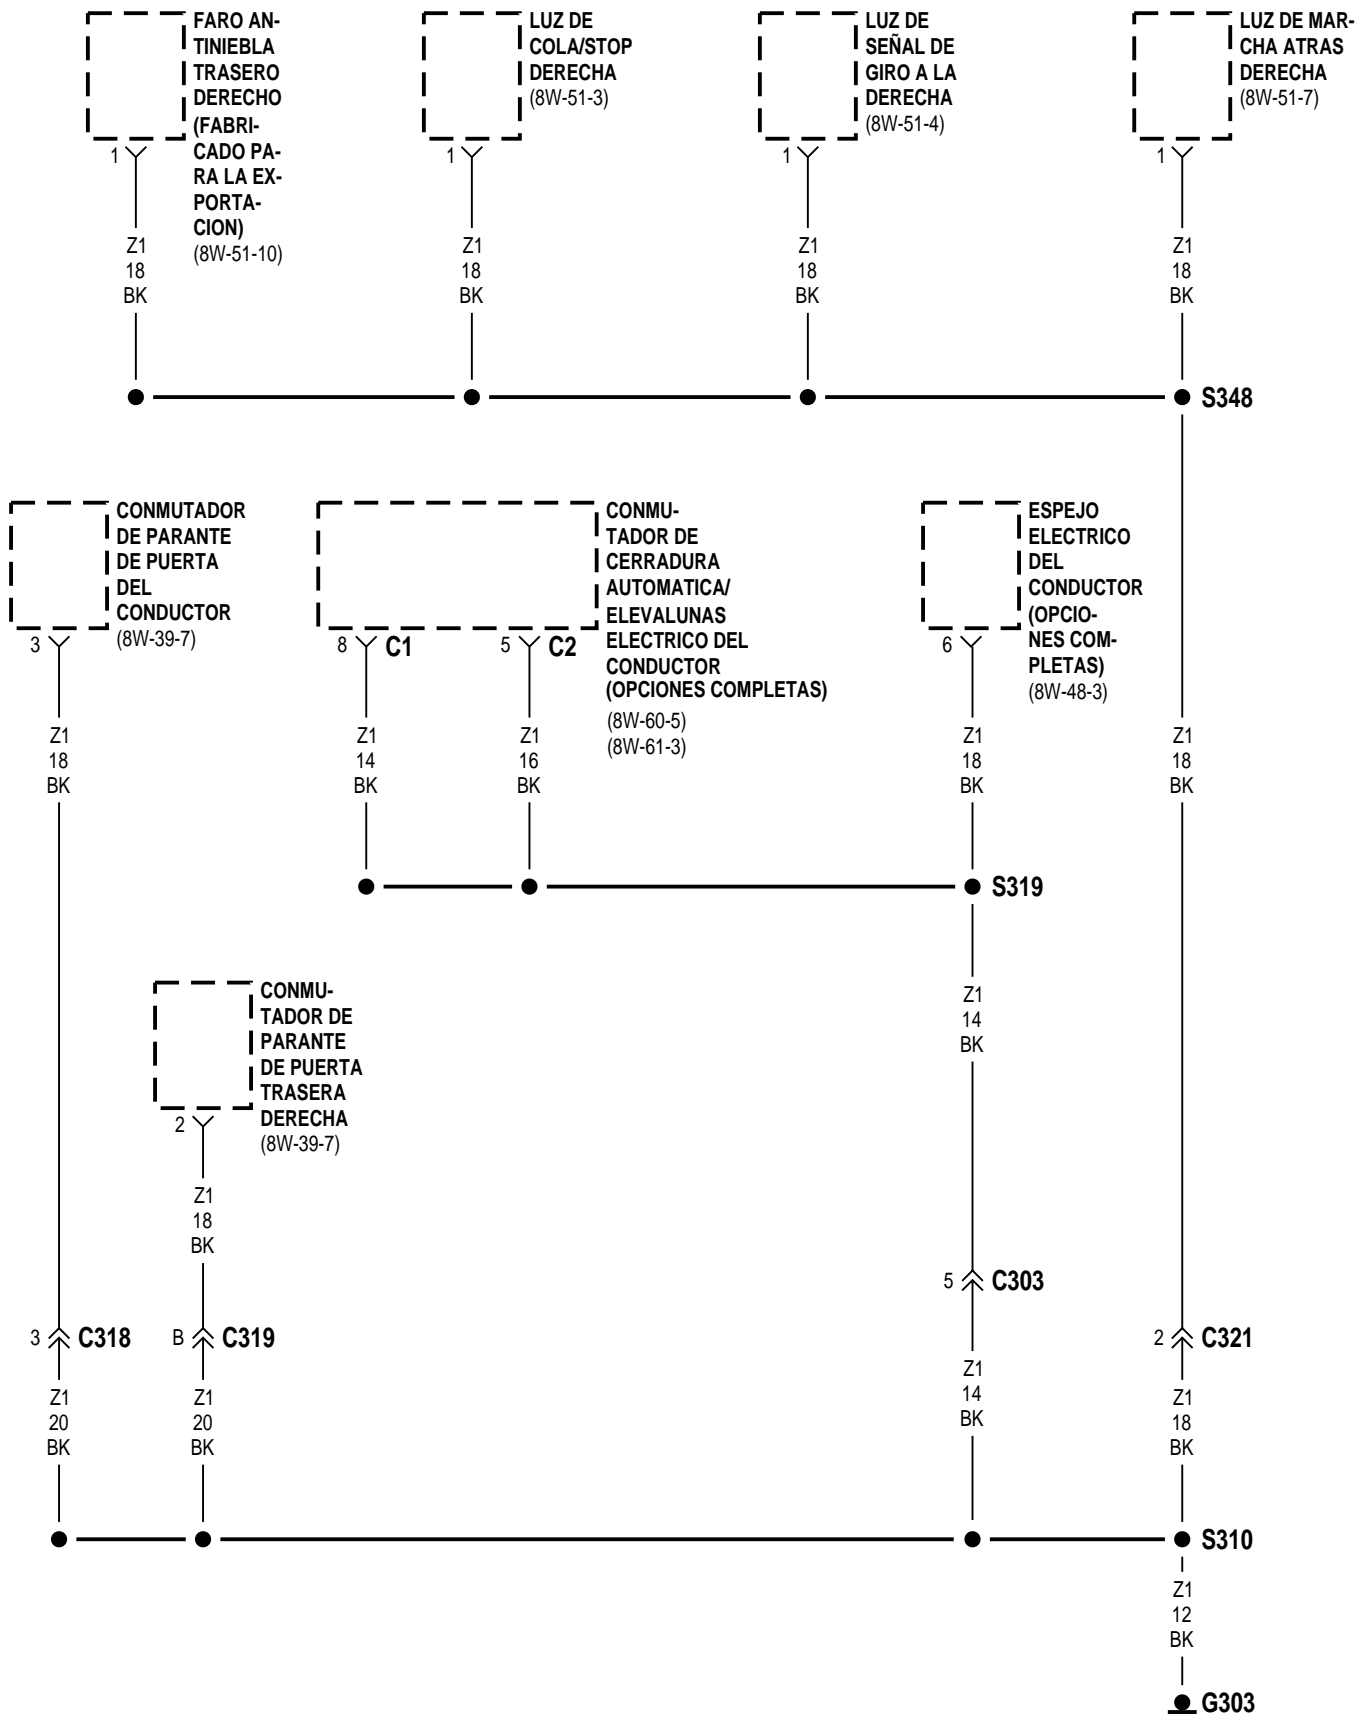 FARO AN-
TINIEBLA
TRASERO
DERECHO
(FABRI-
CADO PA-
RA LA EX-
PORTA-
CION)
(8W-51-10)
LUZ DE
COLA/STOP
DERECHA
(8W-51-3)
LUZ DE
SEÑAL DE
GIRO A LA
DERECHA
(8W-51-4)
LUZ DE MAR-
CHA ATRAS
DERECHA
(8W-51-7)
1
1
1
1
Z1
18
BK
Z1
18
BK
Z1
18
BK
Z1
18
BK
S348
CONMUTADOR
DE PARANTE
DE PUERTA
DEL
CONDUCTOR
(8W-39-7)
CONMU-
TADOR DE
CERRADURA
AUTOMATICA/
ELEVALUNAS
ELECTRICO DEL
CONDUCTOR
(OPCIONES COMPLETAS)
(8W-60-5)
(8W-61-3)
ESPEJO
ELECTRICO
DEL
CONDUCTOR
(OPCIO-
NES COM-
PLETAS)
(8W-48-3)
3
8 C1
5 C2
6
Z1
18
BK
Z1
14
BK
Z1
16
BK
Z1
18
BK
Z1
18
BK
S319
CONMU-
TADOR DE
PARANTE
DE PUERTA
TRASERA
DERECHA
(8W-39-7)
2
Z1
14
BK
Z1
18
BK
5 C303
3 C318
B C319
2 C321
Z1
20
BK
Z1
20
BK
Z1
14
BK
Z1
18
BK
S310
Z1
12
BK
G303